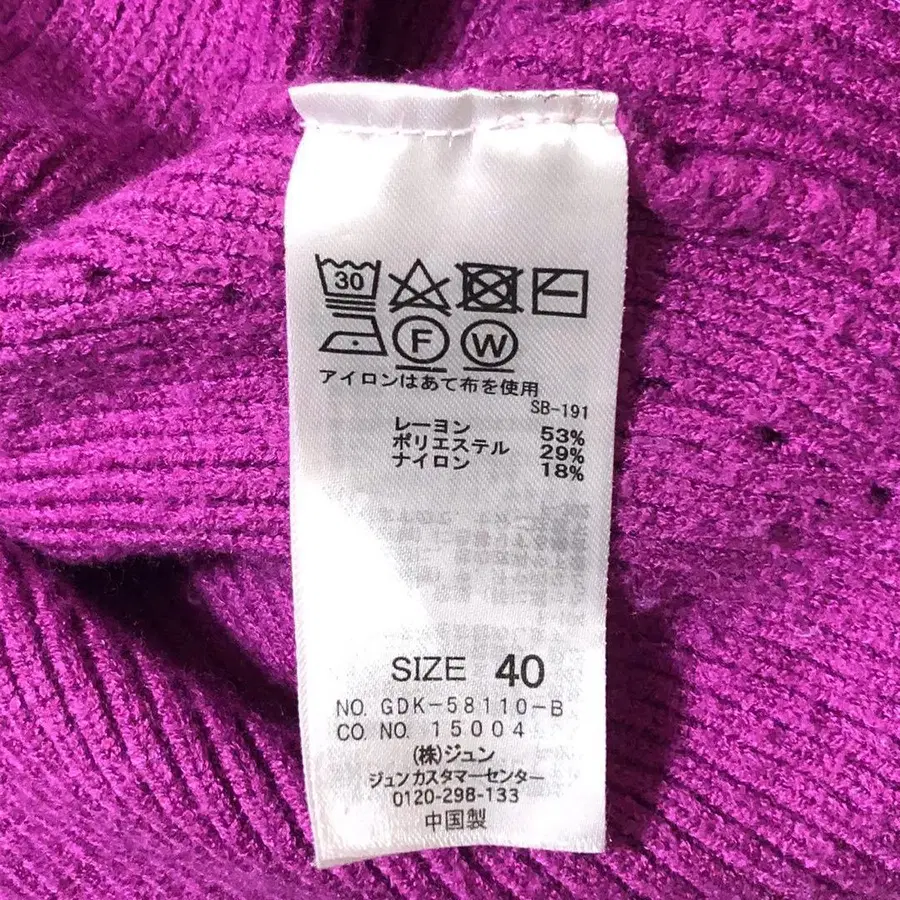 30
F W
アイロンはあて布を使用
SB-191
レーヨン 53%
ポリエステル 29%
ナイロン 18%
SIZE 40
NO. GDK-58110-B
CO. NO. 15004
(株)ジュン
ジュンカスタマーセンター
0120-298-133
中国製